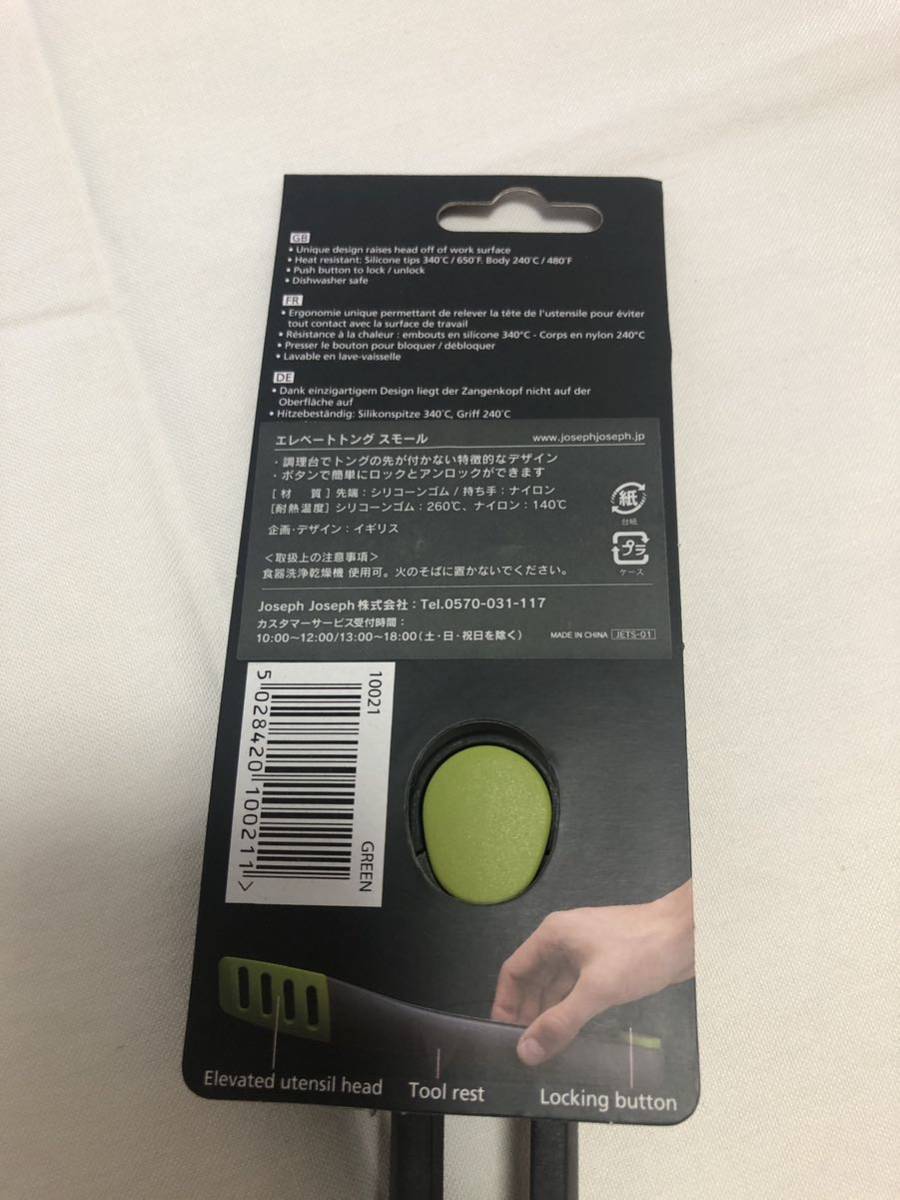 GB
• Unique design raises head off of work surface
• Heat resistant: Silicone tips 340°C / 650°F. Body 240°C / 480°F
• Push button to lock / unlock
• Dishwasher safe
FR
• Ergonomie unique permettant de relever la tête de l'ustensile pour éviter
tout contact avec la surface de travail
• Résistance à la chaleur : embouts en silicone 340°C - Corps en nylon 240°C
• Presser le bouton pour bloquer / débloquer
• Lavable en lave-vaisselle
DE
• Dank einzigartigem Design liegt der Zangenkopf nicht auf der
Oberfläche auf
• Hitzebeständig: Silikonspitze 340°C, Griff 240°C
エレベートトング スモール www.josephjoseph.jp
・調理台でトングの先が付かない特徴的なデザイン
・ボタンで簡単にロックとアンロックができます
[材 質] 先端：シリコーンゴム / 持ち手：ナイロン
[耐熱温度] シリコーンゴム：260℃、ナイロン：140℃
企画・デザイン：イギリス
紙
台紙
プラ
ケース
＜取扱上の注意事項＞
食器洗浄乾燥機 使用可。火のそばに置かないでください。
Joseph Joseph株式会社：Tel.0570-031-117
カスタマーサービス受付時間：
10:00～12:00/13:00～18:00（土・日・祝日を除く） MADE IN CHINA JETS-01
10021
GREEN
5 028420 100211 >
Elevated utensil head
Tool rest
Locking button